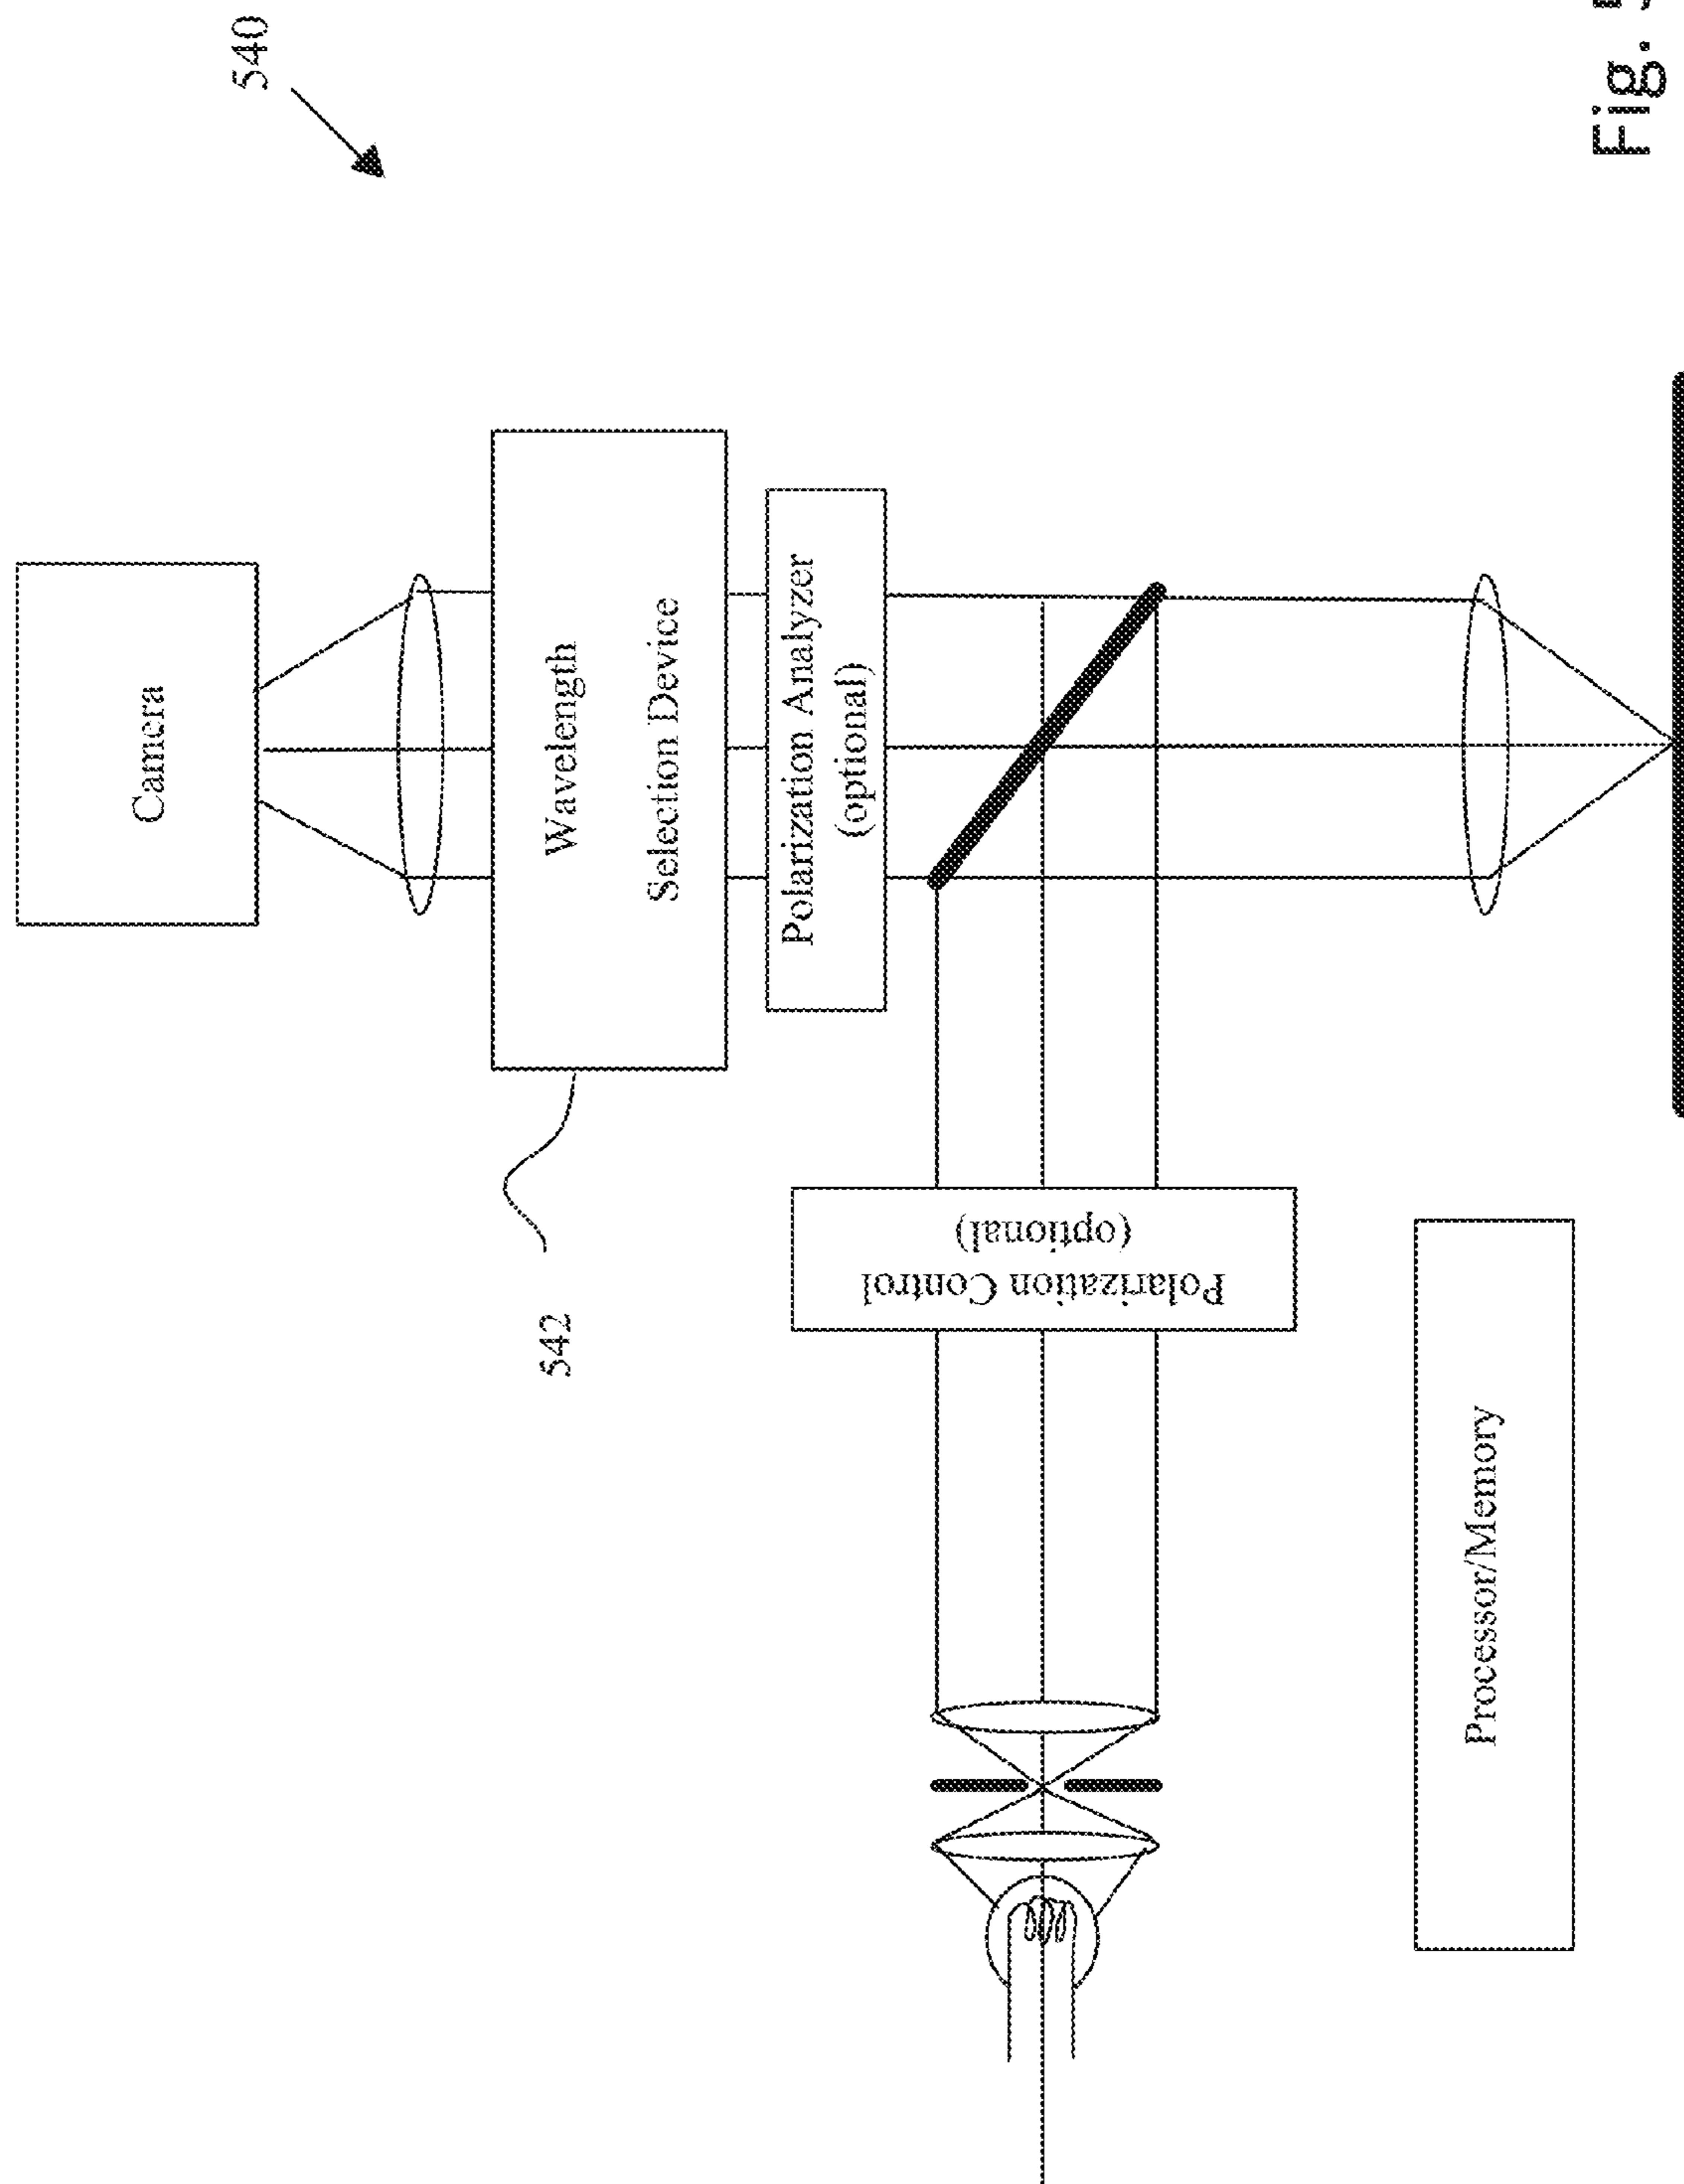 540
Camera
Wavelength
Selection Device
Polarization Analyzer
(optional)
542
Polarization Control
(optional)
Processor/Memory
Fig.